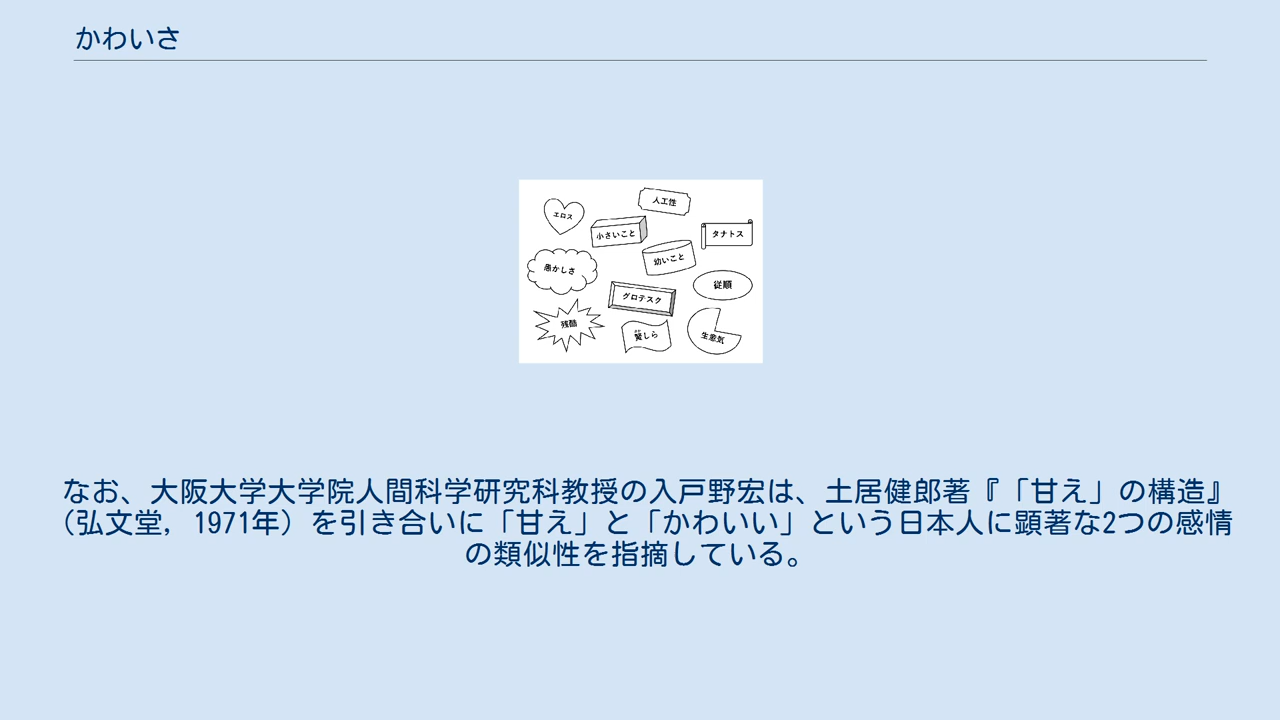 かわいさ
エロス
人工性
小さいこと
タナトス
幼いこと
愚かしさ
従順
グロテスク
残酷
しら
生意気
なお、大阪大学大学院人間科学研究科教授の入戸野宏は、土居健郎著『「甘え」の構造』
(弘文堂, 1971年) を引き合いに「甘え」と「かわいい」という日本人に顕著な2つの感情
の類似性を指摘している。